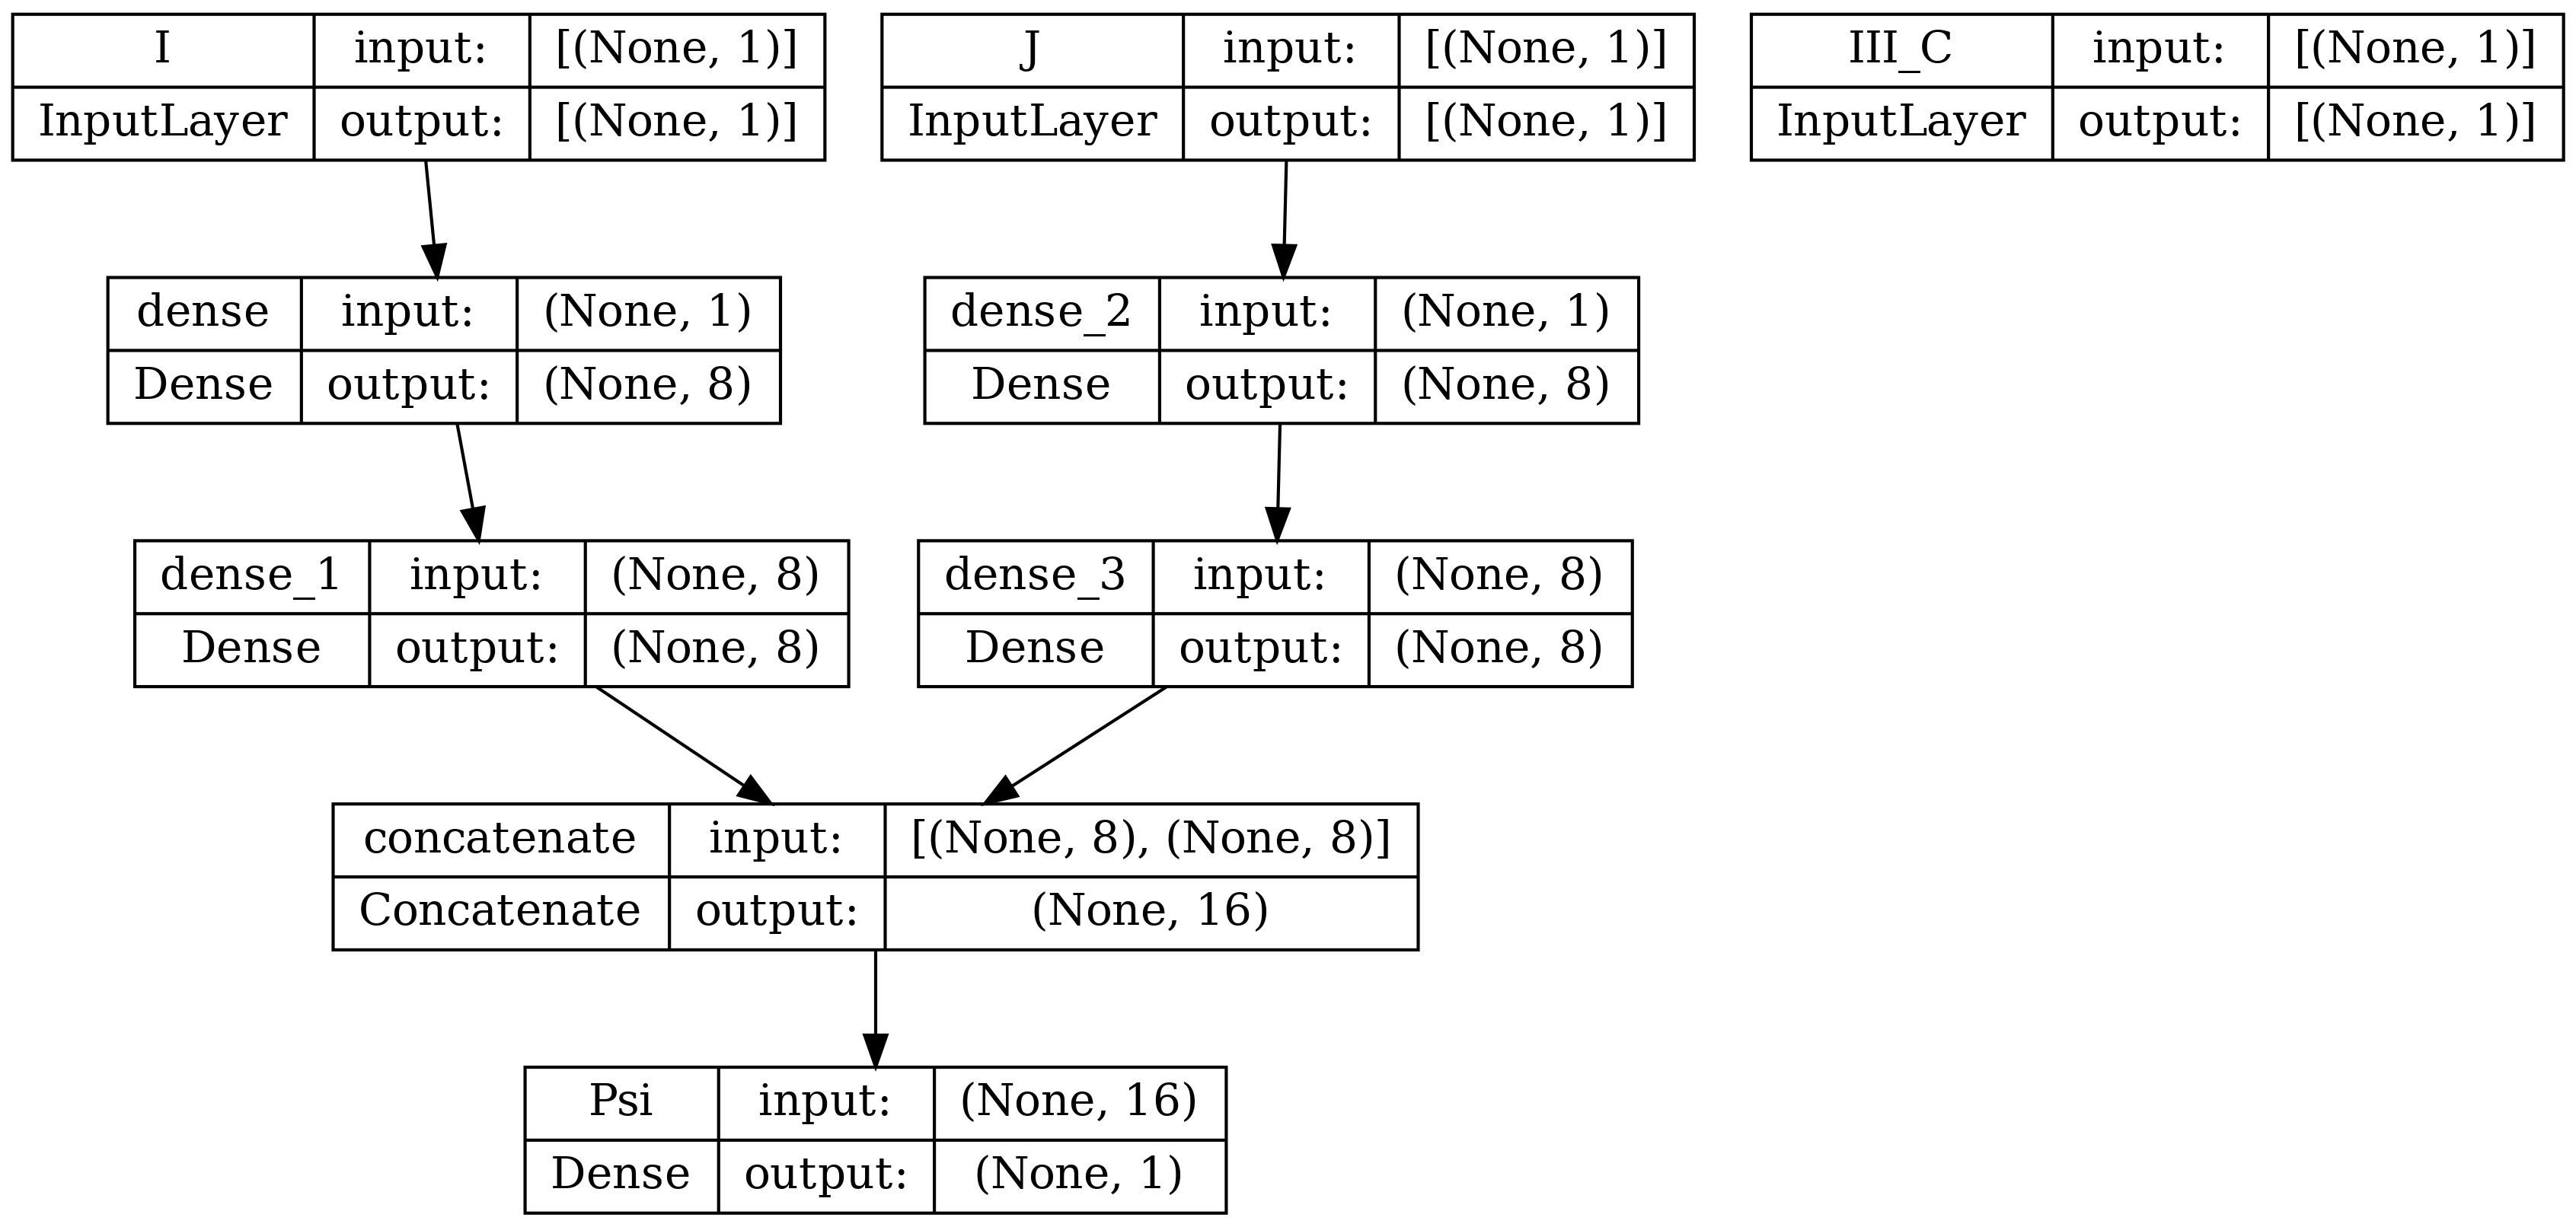 I input: [(None, 1)]
InputLayer output: [(None, 1)]
J input: [(None, 1)]
InputLayer output: [(None, 1)]
III_C input: [(None, 1)]
InputLayer output: [(None, 1)]
dense input: (None, 1)
Dense output: (None, 8)
dense_2 input: (None, 1)
Dense output: (None, 8)
dense_1 input: (None, 8)
Dense output: (None, 8)
dense_3 input: (None, 8)
Dense output: (None, 8)
concatenate input: [(None, 8), (None, 8)]
Concatenate output: (None, 16)
Psi input: (None, 16)
Dense output: (None, 1)